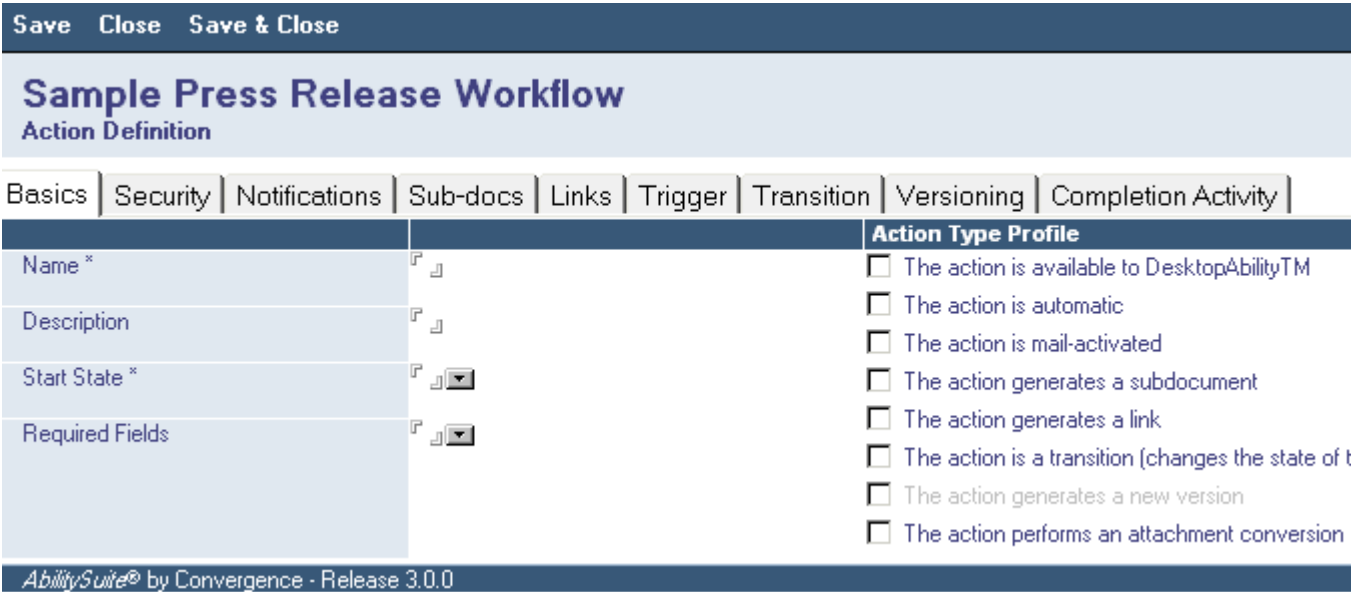 Save Close Save & Close
Sample Press Release Workflow
Action Definition
Basics Security Notifications Sub-docs Links Trigger Transition Versioning Completion Activity
Action Type Profile
Name *
The action is available to DesktopAbilityTM
The action is automatic
Description
The action is mail-activated
Start State *
The action generates a subdocument
The action generates a link
Required Fields
The action is a transition (changes the state of t
The action generates a new version
The action performs an attachment conversion
AbilitySuite® by Convergence - Release 3.0.0